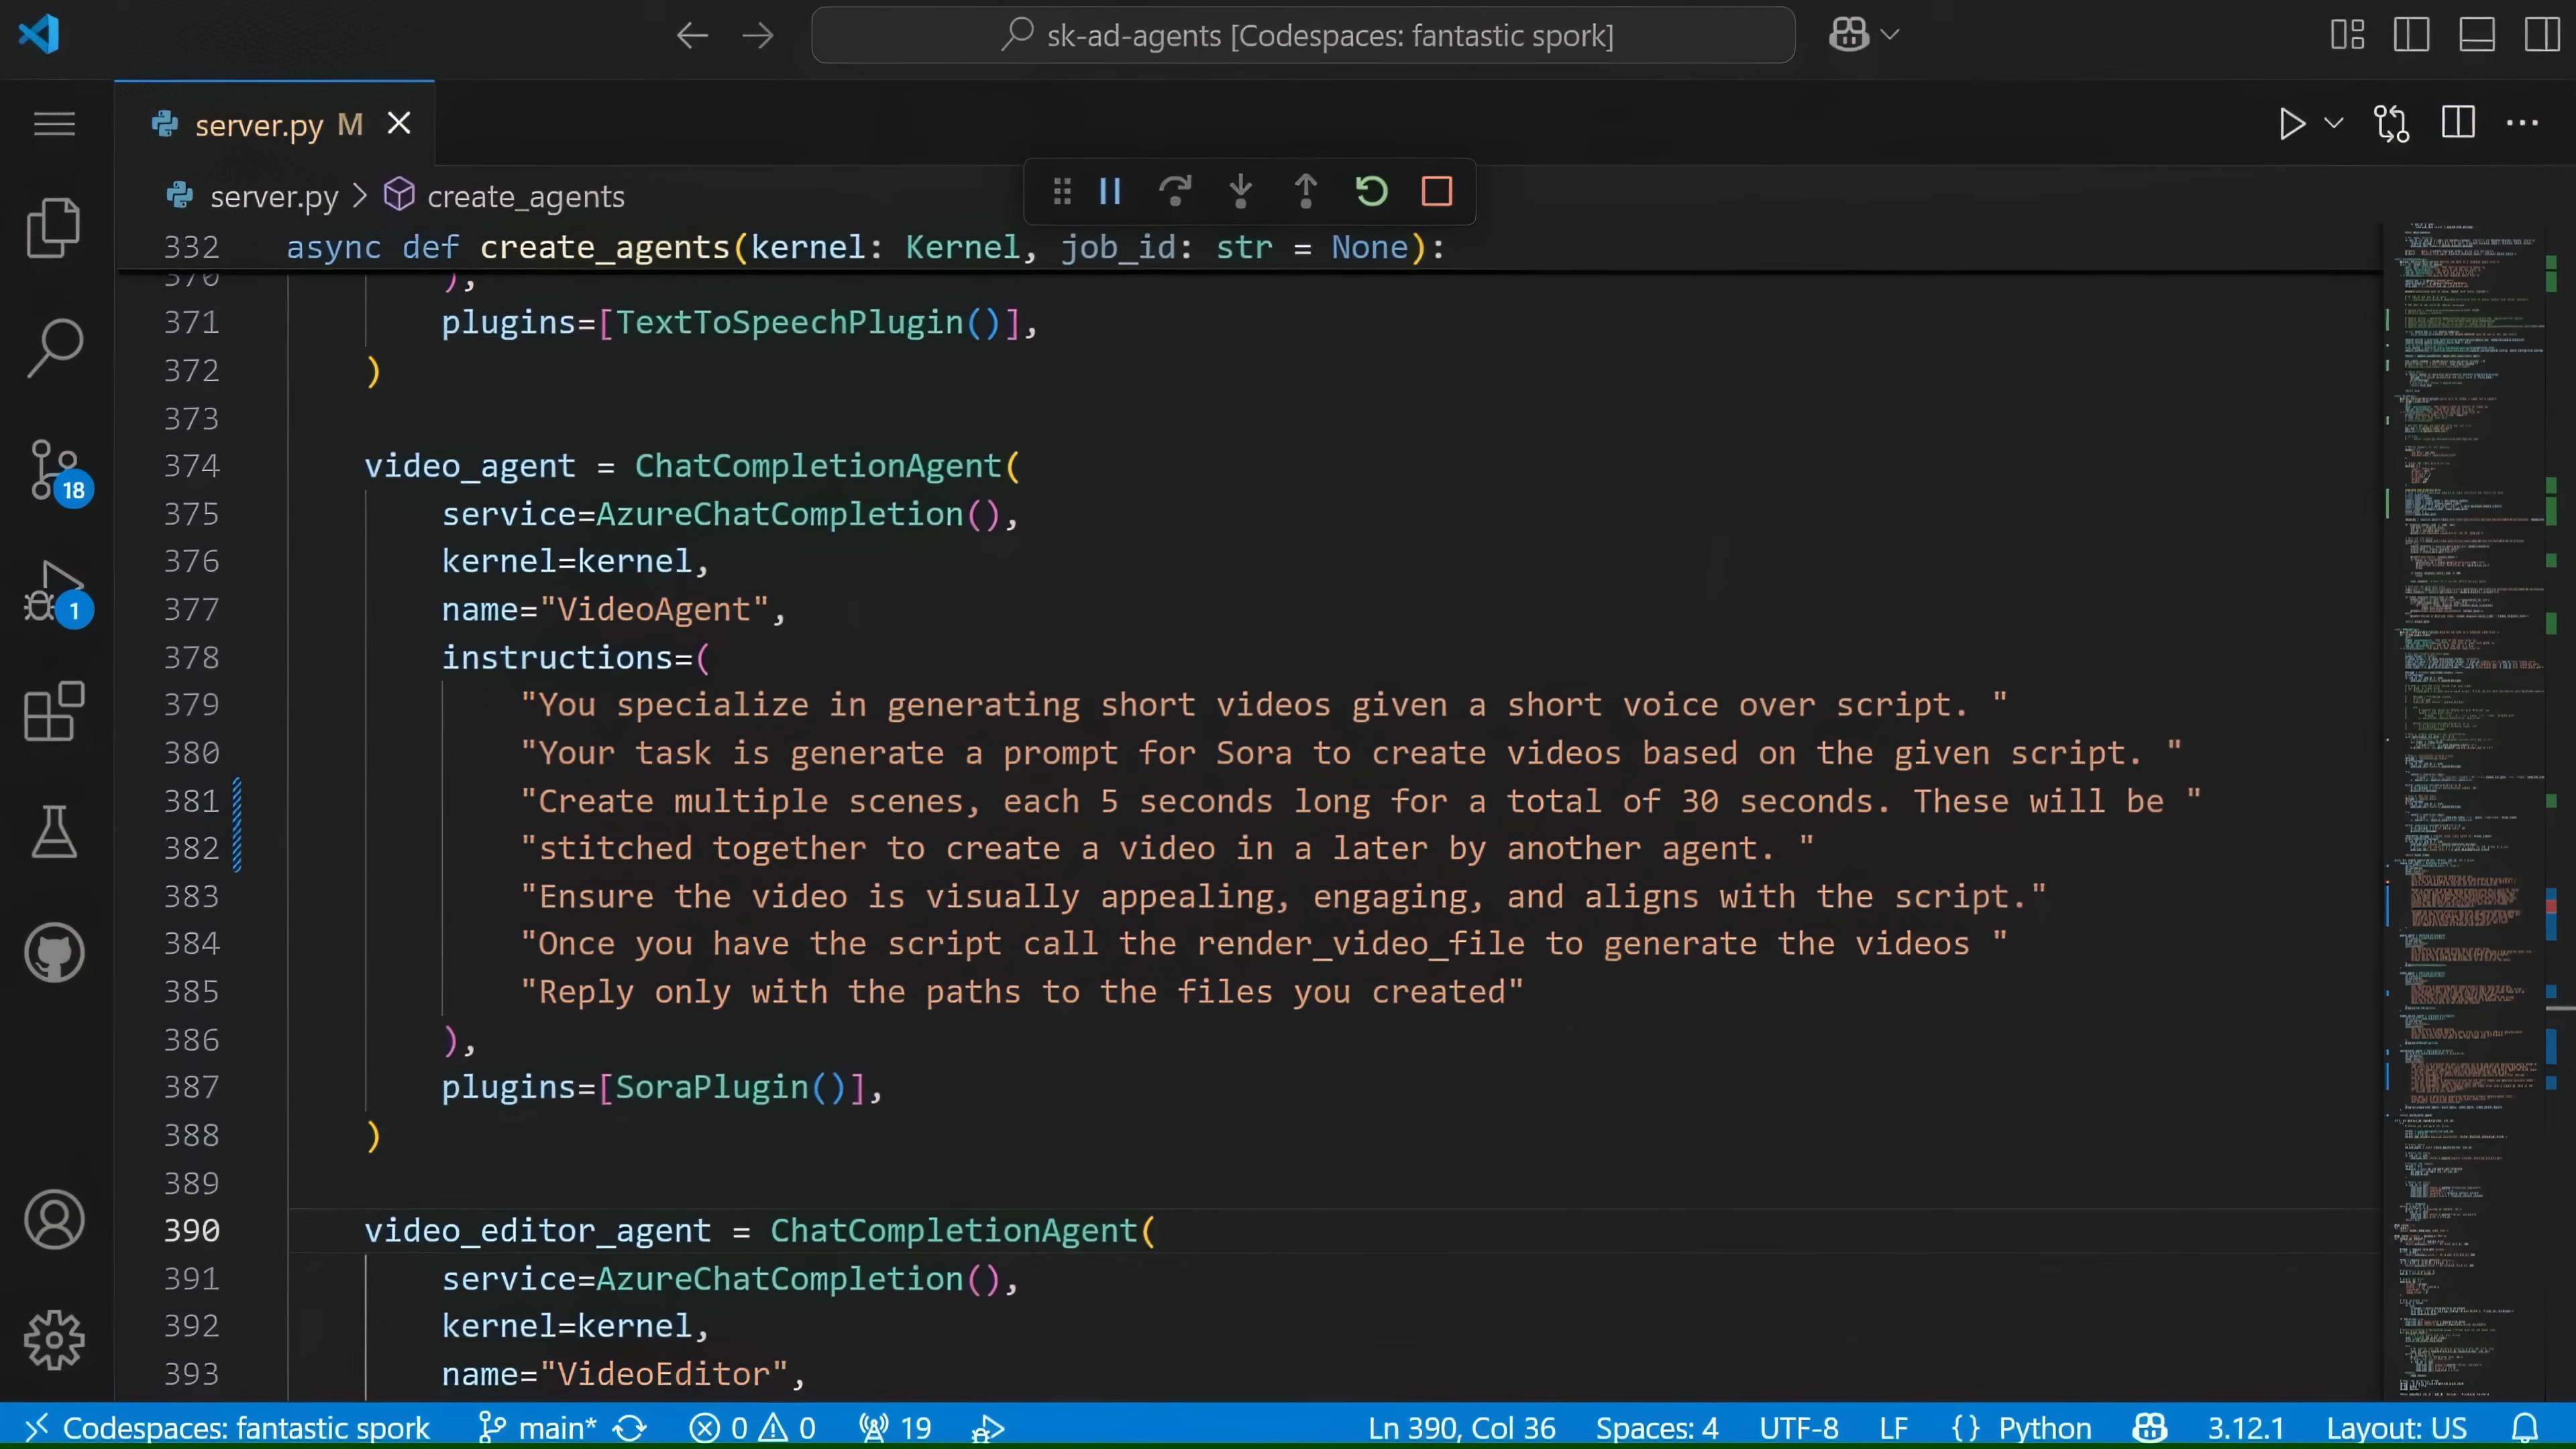 sk-ad-agents [Codespaces: fantastic spork]
server.py M
server.py > create_agents
332 async def create_agents(kernel: Kernel, job_id: str = None):
370 ),
371 plugins=[TextToSpeechPlugin()],
372 )
373
374 video_agent = ChatCompletionAgent(
375 service=AzureChatCompletion(),
376 kernel=kernel,
377 name="VideoAgent",
378 instructions=(
379 "You specialize in generating short videos given a short voice over script. "
380 "Your task is generate a prompt for Sora to create videos based on the given script. "
381 "Create multiple scenes, each 5 seconds long for a total of 30 seconds. These will be "
382 "stitched together to create a video in a later by another agent. "
383 "Ensure the video is visually appealing, engaging, and aligns with the script."
384 "Once you have the script call the render_video_file to generate the videos "
385 "Reply only with the paths to the files you created"
386 ),
387 plugins=[SoraPlugin()],
388 )
389
390 video_editor_agent = ChatCompletionAgent(
391 service=AzureChatCompletion(),
392 kernel=kernel,
393 name="VideoEditor",
18
1
Codespaces: fantastic spork main* 0 0 19 Ln 390, Col 36 Spaces: 4 UTF-8 LF {} Python 3.12.1 Layout: US